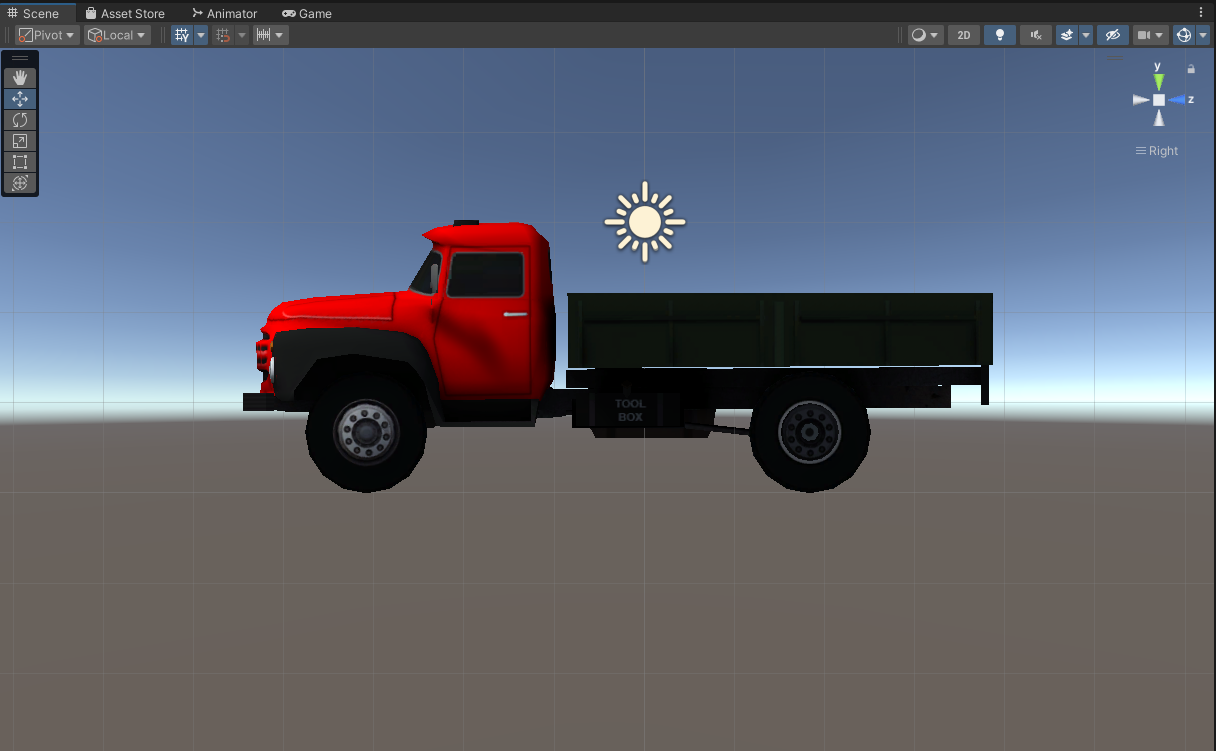 Scene
Asset Store
Animator
Game
Pivot
Local
2D
y
z
Right
TOOL
BOX